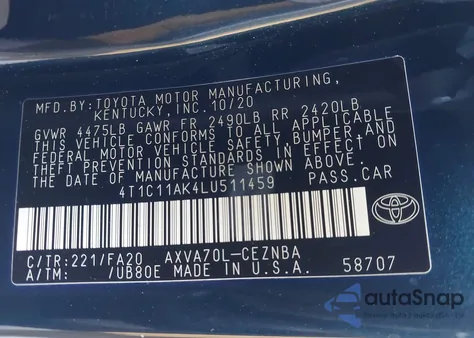 MFD. BY:TOYOTA MOTOR MANUFACTURING,
KENTUCKY, INC. 10/20
GVWR 4475LB GAWR FR 2490LB RR 2420LB
THIS VEHICLE CONFORMS TO ALL APPLICABLE
FEDERAL MOTOR VEHICLE SAFETY, BUMPER, AND
THEFT PREVENTION STANDARDS IN EFFECT ON
THE DATE OF MANUFACTURE SHOWN ABOVE.
4T1C11AK4LU511459 PASS.CAR
C/TR:221/FA20 AXVA70L-CEZNBA
A/TM: /UB80E MADE IN U.S.A. 58707
autoSnap